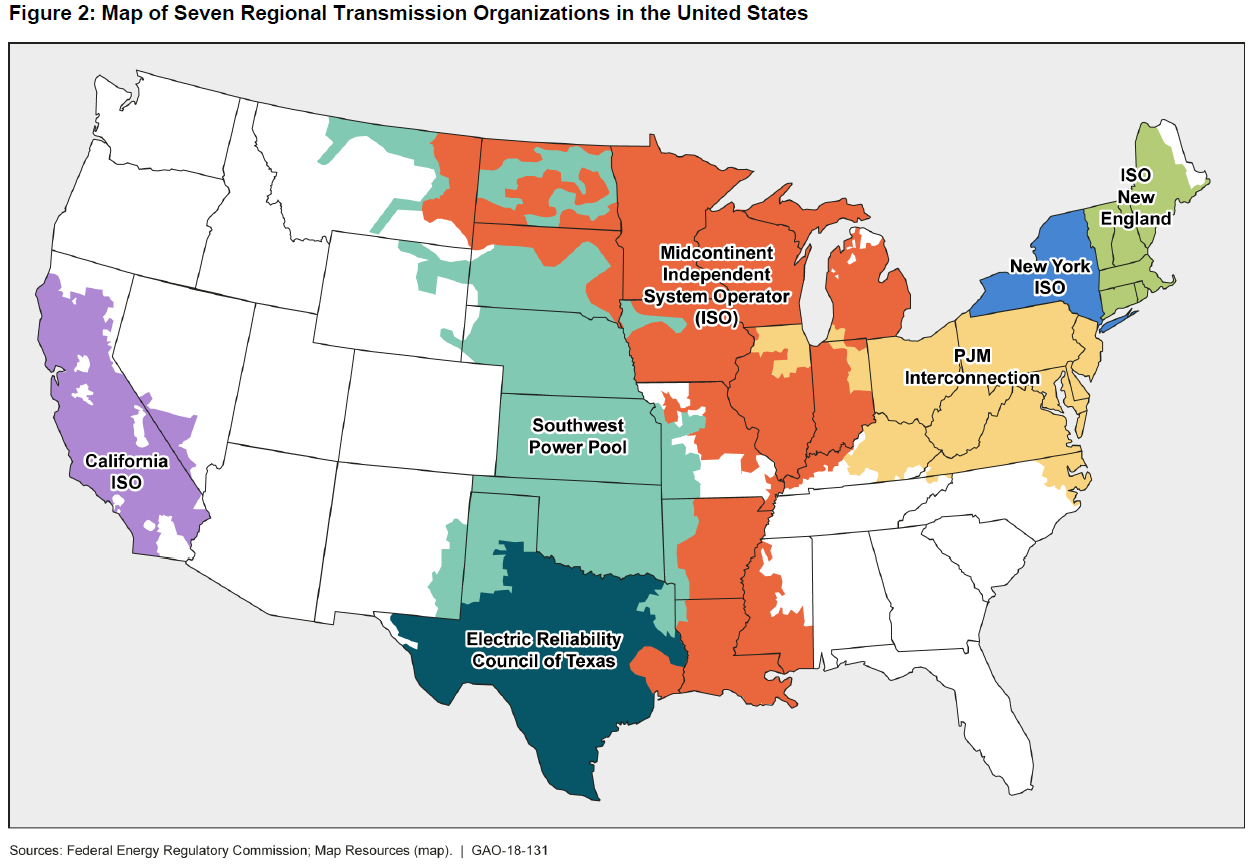 Figure 2: Map of Seven Regional Transmission Organizations in the United States
ISO
New
England
Midcontinent
Independent
System Operator
(ISO)
New York
ISO
PJM
Interconnection
Southwest
Power Pool
California
ISO
Electric Reliability
Council of Texas
Sources: Federal Energy Regulatory Commission; Map Resources (map).  |  GAO-18-131